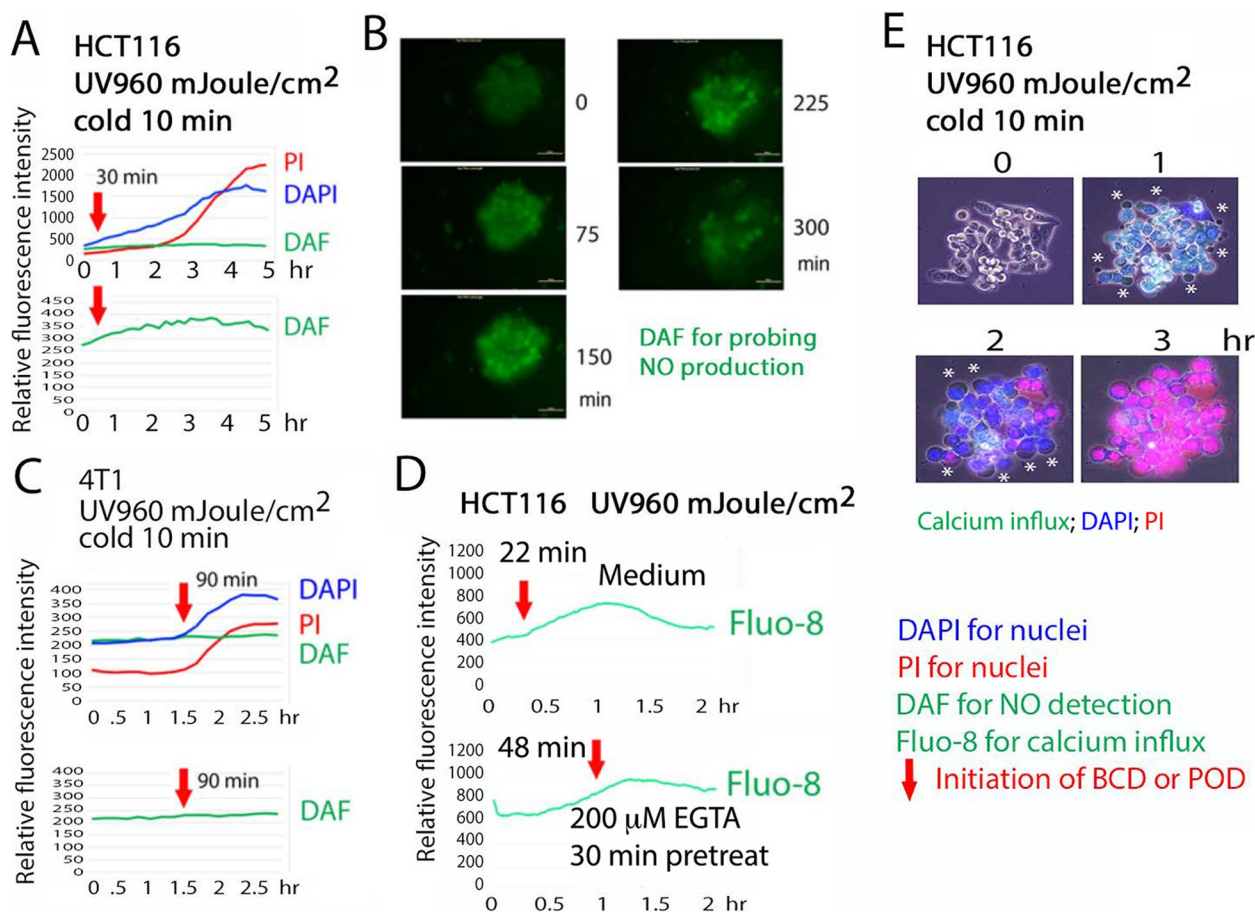 A
HCT116
UV960 mJoule/cm2
cold 10 min
Relative fluorescence intensity
2500
2000
1500
1000
500
0
30 min
PI
DAPI
DAF
0 1 2 3 4 5 hr
450
400
350
300
250
200
150
100
50
0
DAF
0 1 2 3 4 5 hr
B
0
75
150
min
225
300
min
DAF for probing
NO production
C
4T1
UV960 mJoule/cm2
cold 10 min
Relative fluorescence intensity
400
350
300
250
200
150
100
50
0
90 min
DAPI
PI
DAF
0 .5 1 1.5 2 2.5 hr
400
350
300
250
200
150
100
50
0
90 min
DAF
0 .5 1 1.5 2 2.5 hr
D
HCT116 UV960 mJoule/cm2
Relative fluorescence intensity
1200
1000
800
600
400
200
0
22 min
Medium
Fluo-8
0 0.5 1 1.5 2 hr
1200
1000
800
600
400
200
0
48 min
Fluo-8
200 μM EGTA
30 min pretreat
0 0.5 1 1.5 2 hr
E
HCT116
UV960 mJoule/cm2
cold 10 min
0 1
* * * * * * *
2 3 hr
* * * * * *
Calcium influx; DAPI; PI
DAPI for nuclei
PI for nuclei
DAF for NO detection
Fluo-8 for calcium influx
Initiation of BCD or POD